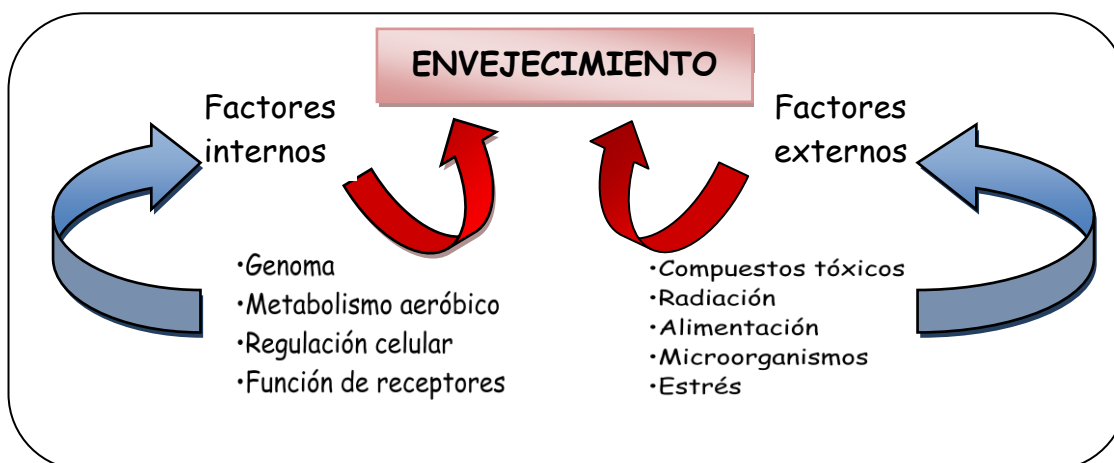 ENVEJECIMIENTO
Factores
internos
•Genoma
•Metabolismo aeróbico
•Regulación celular
•Función de receptores
Factores
externos
•Compuestos tóxicos
•Radiación
•Alimentación
•Microorganismos
•Estrés